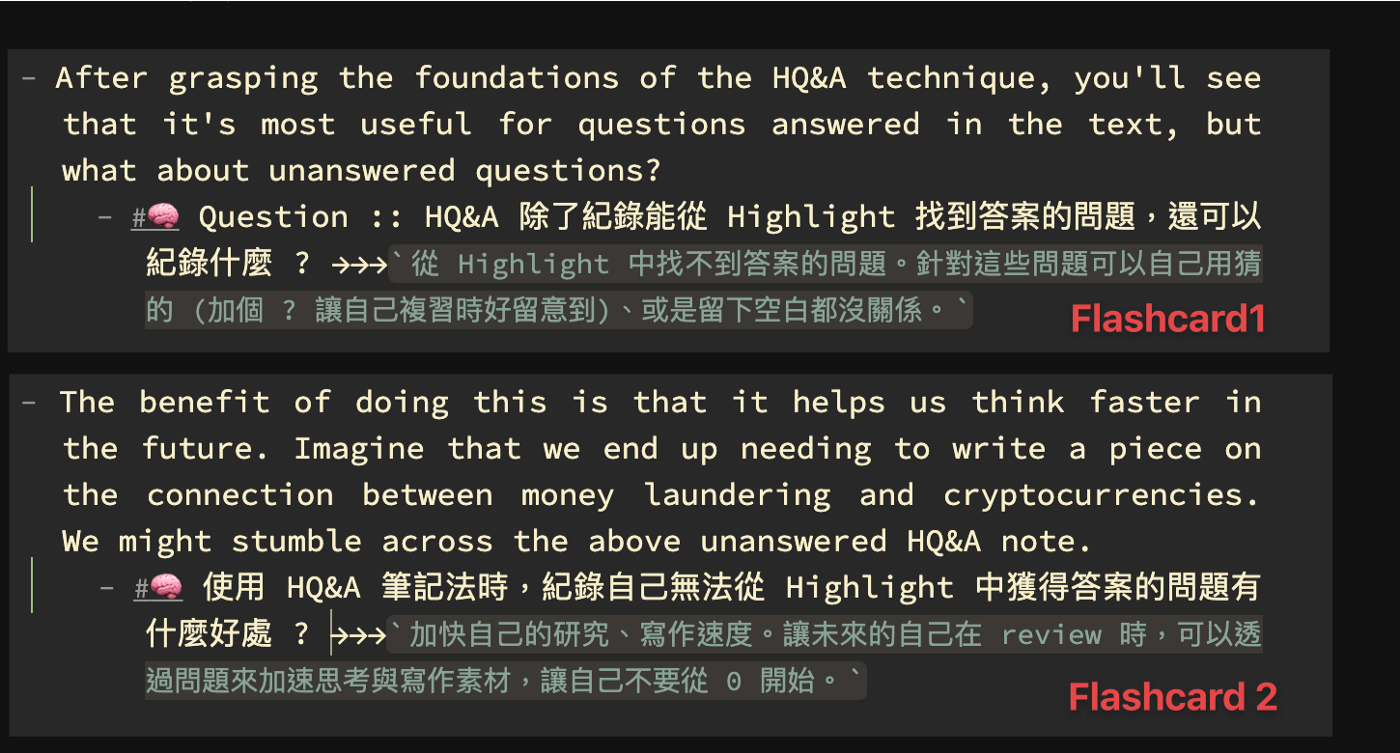 - After grasping the foundations of the HQ&A technique, you'll see
that it's most useful for questions answered in the text, but
what about unanswered questions?
- #🧠 Question :: HQ&A 除了紀錄能從 Highlight 找到答案的問題，還可以
紀錄什麼 ? →→→`從 Highlight 中找不到答案的問題。針對這些問題可以自己用猜
的 (加個 ? 讓自己複習時好留意到)、或是留下空白都沒關係。`
Flashcard1
- The benefit of doing this is that it helps us think faster in
the future. Imagine that we end up needing to write a piece on
the connection between money laundering and cryptocurrencies.
We might stumble across the above unanswered HQ&A note.
- #🧠 使用 HQ&A 筆記法時，紀錄自己無法從 Highlight 中獲得答案的問題有
什麼好處 ? →→→`加快自己的研究、寫作速度。讓未來的自己在 review 時，可以透
過問題來加速思考與寫作素材，讓自己不要從 0 開始。`
Flashcard 2